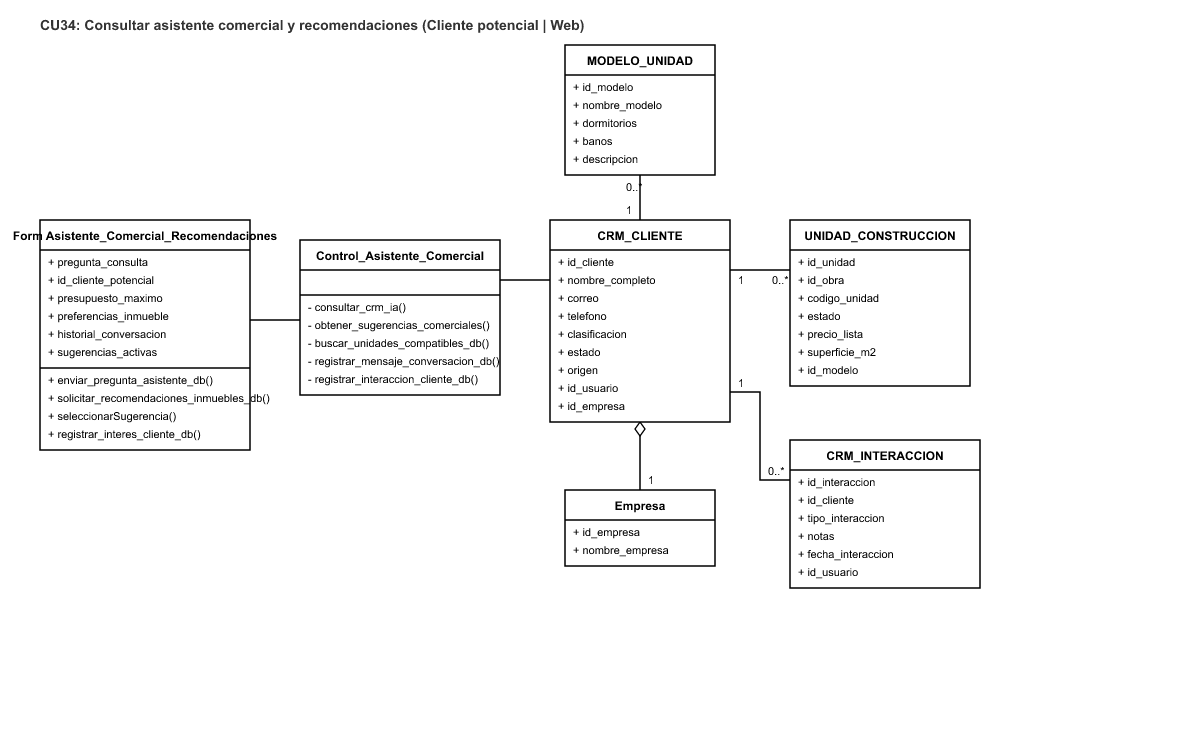 CU34: Consultar asistente comercial y recomendaciones (Cliente potencial | Web)
MODELO_UNIDAD
+ id_modelo
+ nombre_modelo
+ dormitorios
+ banos
+ descripcion
0..*
1
Form Asistente_Comercial_Recomendaciones
+ pregunta_consulta
+ id_cliente_potencial
+ presupuesto_maximo
+ preferencias_inmueble
+ historial_conversacion
+ sugerencias_activas
+ enviar_pregunta_asistente_db()
+ solicitar_recomendaciones_inmuebles_db()
+ seleccionarSugerencia()
+ registrar_interes_cliente_db()
Control_Asistente_Comercial
- consultar_crm_ia()
- obtener_sugerencias_comerciales()
- buscar_unidades_compatibles_db()
- registrar_mensaje_conversacion_db()
- registrar_interaccion_cliente_db()
CRM_CLIENTE
+ id_cliente
+ nombre_completo
+ correo
+ telefono
+ clasificacion
+ estado
+ origen
+ id_usuario
+ id_empresa
1
0..*
UNIDAD_CONSTRUCCION
+ id_unidad
+ id_obra
+ codigo_unidad
+ estado
+ precio_lista
+ superficie_m2
+ id_modelo
1
0..*
CRM_INTERACCION
+ id_interaccion
+ id_cliente
+ tipo_interaccion
+ notas
+ fecha_interaccion
+ id_usuario
1
Empresa
+ id_empresa
+ nombre_empresa